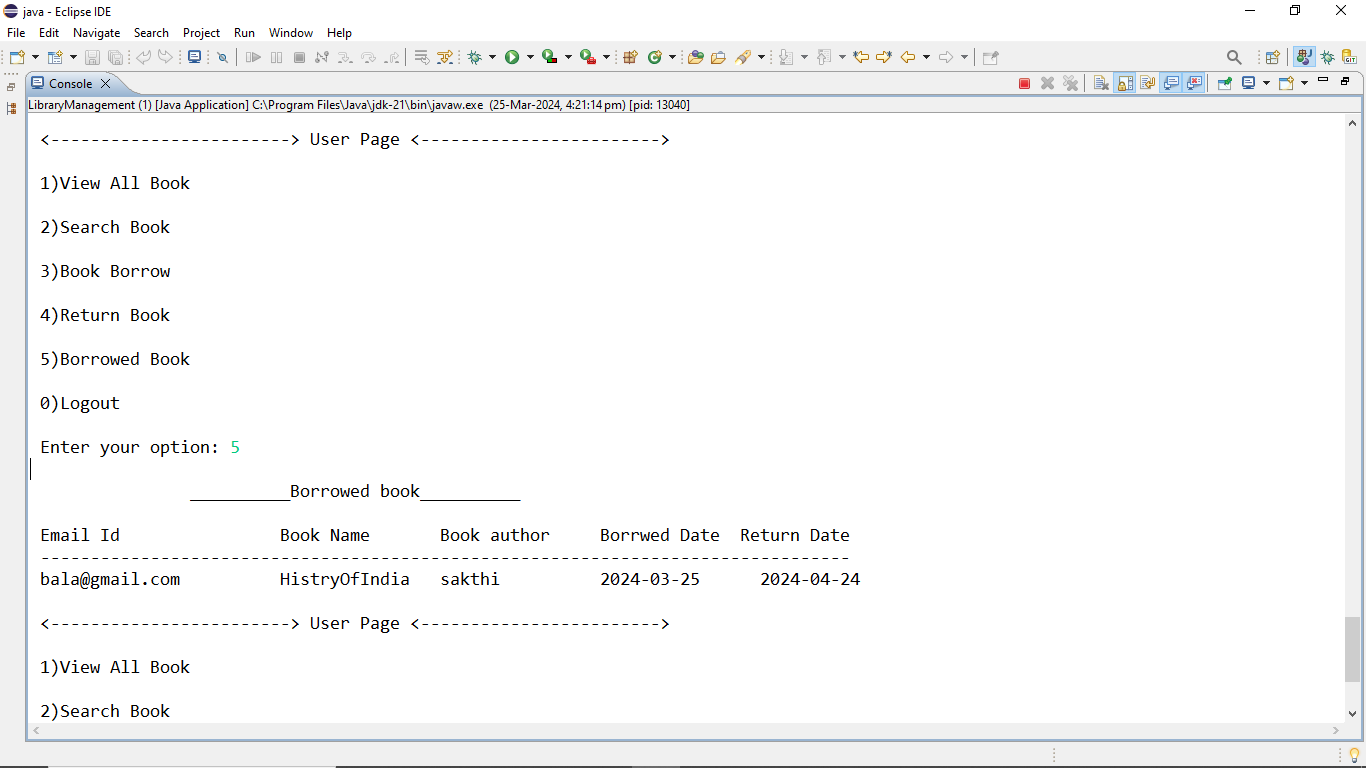 java - Eclipse IDE
File Edit Navigate Search Project Run Window Help
Console
LibraryManagement (1) [Java Application] C:\Program Files\Java\jdk-21\bin\javaw.exe (25-Mar-2024, 4:21:14 pm) [pid: 13040]
<------------------------> User Page <------------------------>
1)View All Book
2)Search Book
3)Book Borrow
4)Return Book
5)Borrowed Book
0)Logout
Enter your option: 5
__________Borrowed book__________
Email Id Book Name Book author Borrwed Date Return Date
---------------------------------------------------------------------------------
bala@gmail.com HistryOfIndia sakthi 2024-03-25 2024-04-24
<------------------------> User Page <------------------------>
1)View All Book
2)Search Book